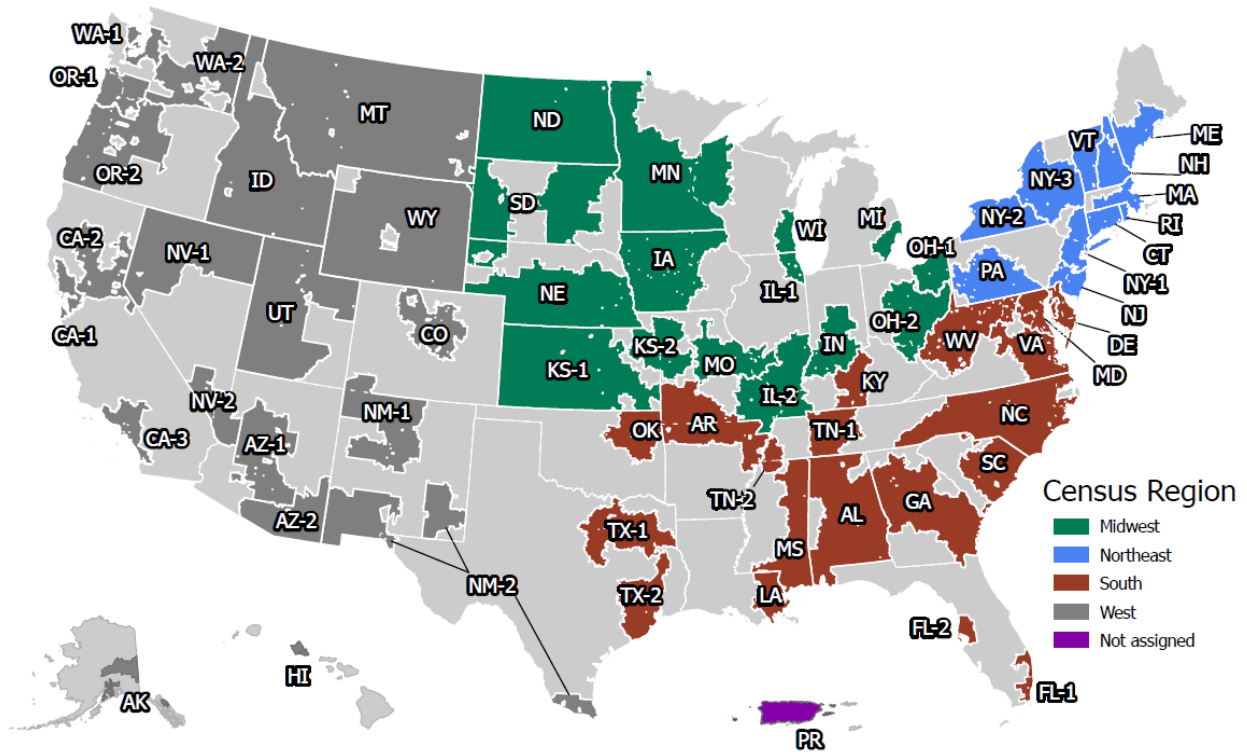 WA-1
WA-2
OR-1
OR-2
MT
ID
WY
ND
SD
MN
WI
MI
VT
ME
NH
MA
RI
CT
NY-1
NY-2
NY-3
NJ
PA
DE
MD
CA-2
NV-1
UT
CO
NE
IA
IL-1
OH-1
OH-2
IN
CA-1
CA-3
NV-2
AZ-1
AZ-2
NM-1
KS-1
KS-2
MO
IL-2
KY
WV
VA
OK
AR
TN-1
NC
SC
TN-2
MS
AL
GA
TX-1
TX-2
NM-2
LA
FL-2
FL-1
AK
HI
PR
Census Region
Midwest
Northeast
South
West
Not assigned